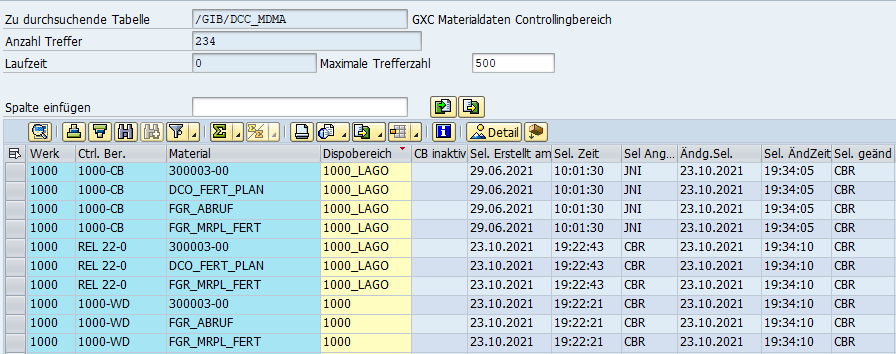 Zu durchsuchende Tabelle /GIB/DCC_MDMA GXC Materialdaten Controllingbereich
Anzahl Treffer 234
Laufzeit 0 Maximale Trefferzahl 500
Spalte einfügen
Detail
Werk Ctrl. Ber. Material Dispobereich CB inaktiv Sel. Erstellt am Sel. Zeit Sel Ang... Ändg.Sel. Sel. ÄndZeit Sel. geänd
1000 1000-CB 300003-00 1000_LAGO 29.06.2021 10:01:30 JNI 23.10.2021 19:34:05 CBR
1000 1000-CB DCO_FERT_PLAN 1000_LAGO 29.06.2021 10:01:30 JNI 23.10.2021 19:34:05 CBR
1000 1000-CB FGR_ABRUF 1000_LAGO 29.06.2021 10:01:30 JNI 23.10.2021 19:34:05 CBR
1000 1000-CB FGR_MRPL_FERT 1000_LAGO 29.06.2021 10:01:30 JNI 23.10.2021 19:34:05 CBR
1000 REL 22-0 300003-00 1000_LAGO 23.10.2021 19:22:43 CBR 23.10.2021 19:34:10 CBR
1000 REL 22-0 DCO_FERT_PLAN 1000_LAGO 23.10.2021 19:22:43 CBR 23.10.2021 19:34:10 CBR
1000 REL 22-0 FGR_MRPL_FERT 1000_LAGO 23.10.2021 19:22:43 CBR 23.10.2021 19:34:10 CBR
1000 1000-WD 300003-00 1000 23.10.2021 19:22:21 CBR 23.10.2021 19:34:10 CBR
1000 1000-WD FGR_ABRUF 1000 23.10.2021 19:22:21 CBR 23.10.2021 19:34:10 CBR
1000 1000-WD FGR_MRPL_FERT 1000 23.10.2021 19:22:21 CBR 23.10.2021 19:34:10 CBR